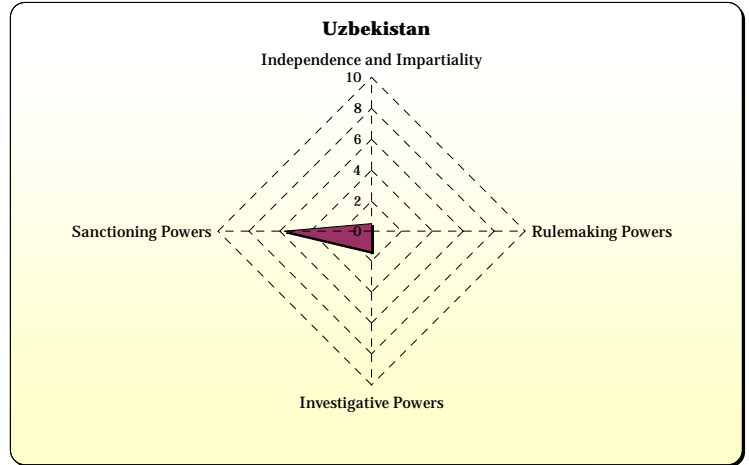 Uzbekistan
Independence and Impartiality
10
8
6
4
2
0
Sanctioning Powers
Rulemaking Powers
Investigative Powers